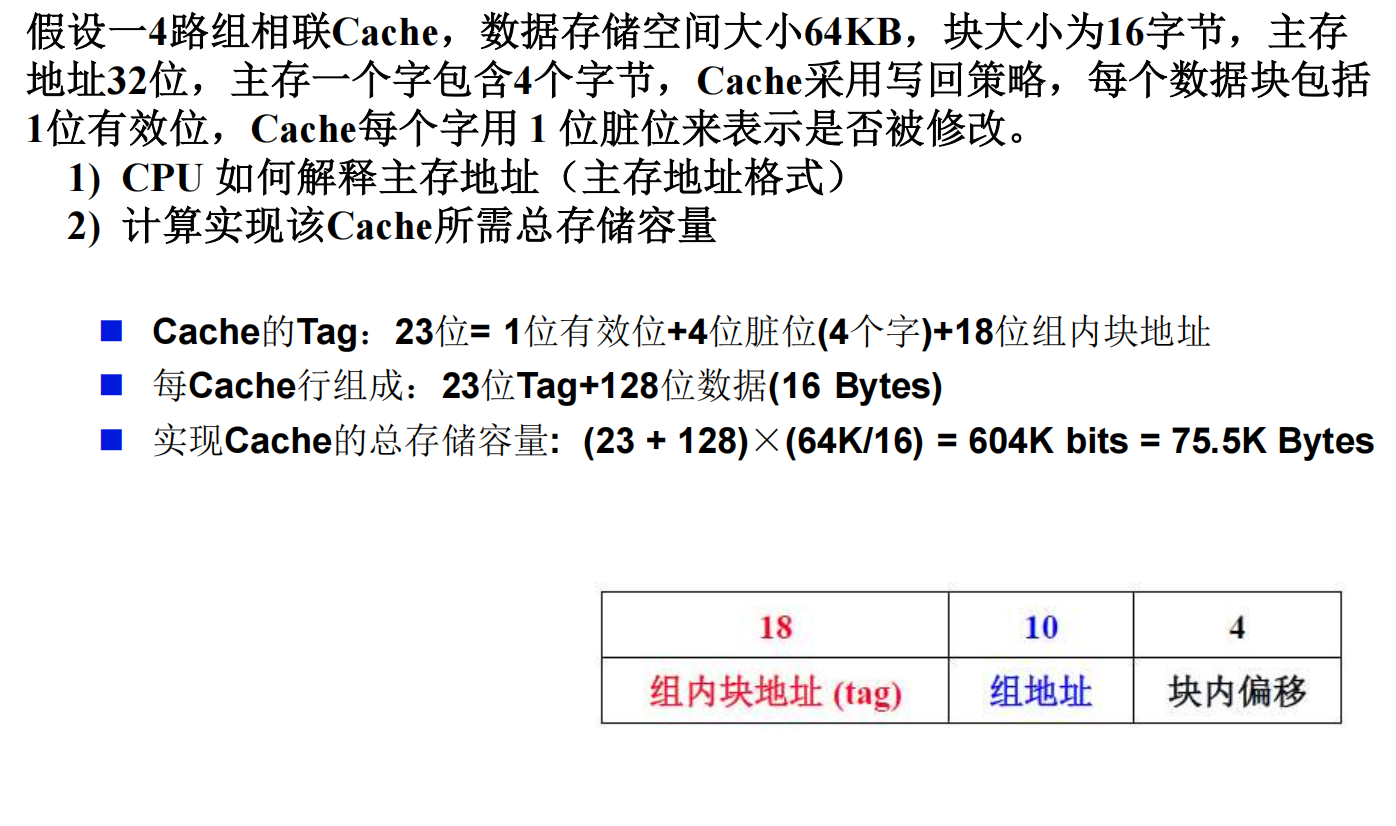 假设一4路组相联Cache，数据存储空间大小64KB，块大小为16字节，主存
地址32位，主存一个字包含4个字节，Cache采用写回策略，每个数据块包括
1位有效位，Cache每个字用 1 位脏位来表示是否被修改。
1) CPU 如何解释主存地址（主存地址格式）
2) 计算实现该Cache所需总存储容量
■ Cache的Tag：23位= 1位有效位+4位脏位(4个字)+18位组内块地址
■ 每Cache行组成：23位Tag+128位数据(16 Bytes)
■ 实现Cache的总存储容量: (23 + 128)×(64K/16) = 604K bits = 75.5K Bytes
18 10 4
组内块地址 (tag) 组地址 块内偏移